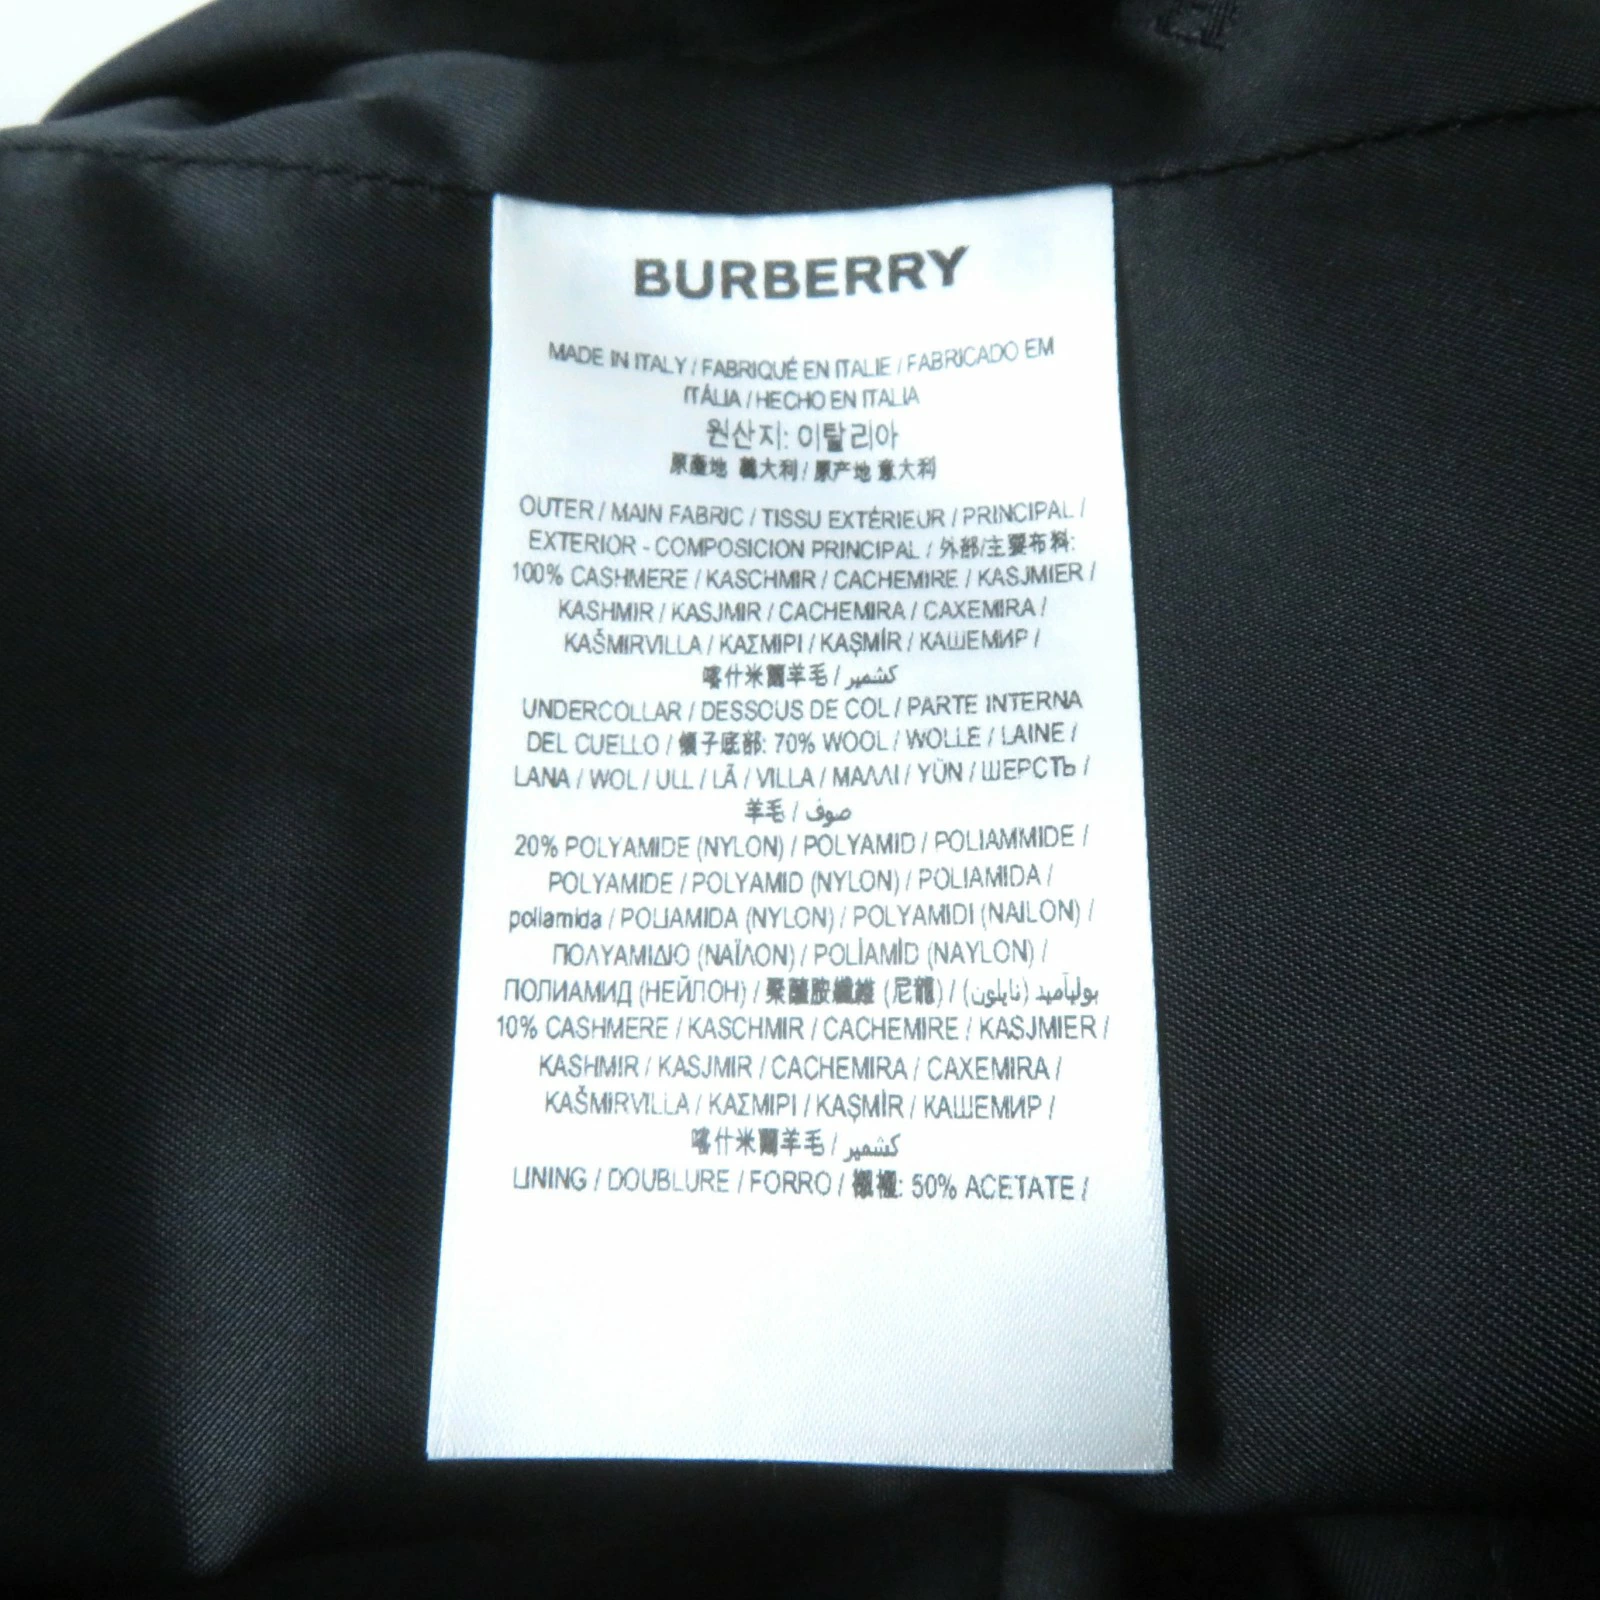 BURBERRY
MADE IN ITALY / FABRIQUÉ EN ITALIE / FABRICADO EM
ITÁLIA / HECHO EN ITALIA
원산지: 이탈리아
原產地 義大利 / 原产地 意大利
OUTER / MAIN FABRIC / TISSU EXTÉRIEUR / PRINCIPAL /
EXTERIOR - COMPOSICION PRINCIPAL / 外部/主要布料:
100% CASHMERE / KASCHMIR / CACHEMIRE / KASJMIER /
KASHMIR / KASJMIR / CACHEMIRA / CAXEMIRA /
KAŠMIRVILLA / ΚΑΣΜΙΡΙ / KAŞMİR / КАШЕМИР /
喀什米爾羊毛 / كشمير
UNDERCOLLAR / DESSOUS DE COL / PARTE INTERNA
DEL CUELLO / 領子底部: 70% WOOL / WOLLE / LAINE /
LANA / WOL / ULL / LÃ / VILLA / ΜΑΛΛΙ / YÜN / ШЕРСТЬ /
羊毛 / صوف
20% POLYAMIDE (NYLON) / POLYAMID / POLIAMMIDE /
POLYAMIDE / POLYAMID (NYLON) / POLIAMIDA /
poliamida / POLIAMIDA (NYLON) / POLYAMIDI (NAILON) /
ΠΟΛΥΑΜΙΔΙΟ (ΝΑΪΛΟΝ) / POLİAMİD (NAYLON) /
ПОЛИАМИД (НЕЙЛОН) / 聚醯胺纖維 (尼龍) / بولیآمید (نایلون)
10% CASHMERE / KASCHMIR / CACHEMIRE / KASJMIER /
KASHMIR / KASJMIR / CACHEMIRA / CAXEMIRA /
KAŠMIRVILLA / ΚΑΣΜΙΡΙ / KAŞMİR / КАШЕМИР /
喀什米爾羊毛 / كشمير
LINING / DOUBLURE / FORRO / 襯裡: 50% ACETATE /